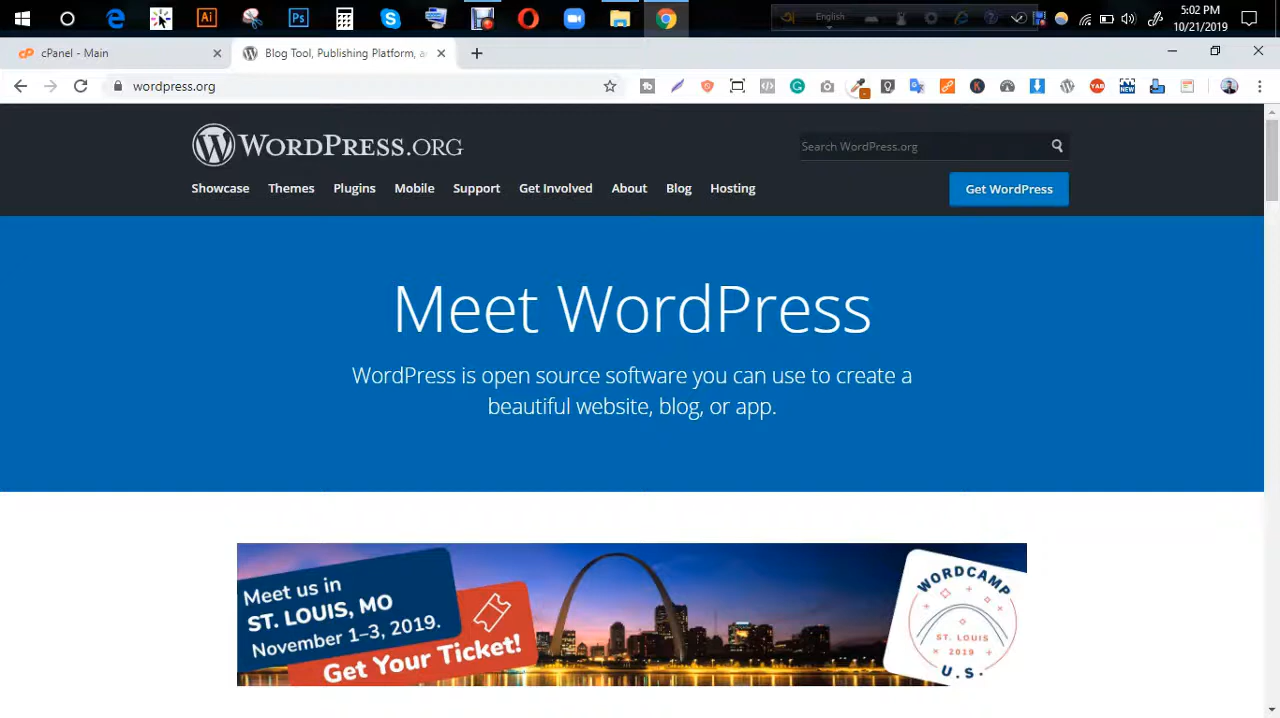 Ai
Ps
English
5:02 PM
10/21/2019
cPanel - Main
Blog Tool, Publishing Platform, a
wordpress.org
WORDPRESS.ORG
Search WordPress.org
Showcase Themes Plugins Mobile Support Get Involved About Blog Hosting
Get WordPress
Meet WordPress
WordPress is open source software you can use to create a
beautiful website, blog, or app.
Meet us in
ST. LOUIS, MO
November 1–3, 2019.
Get Your Ticket!
WORDCAMP
ST. LOUIS
2019
U.S.